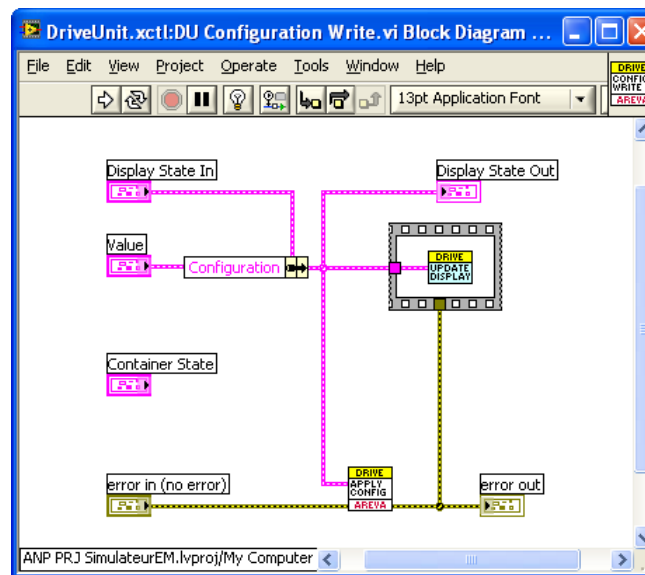 DriveUnit.xctl:DU Configuration Write.vi Block Diagram ...
File Edit View Project Operate Tools Window Help
DRIVE
CONFIG
WRITE
AREVA
13pt Application Font
Display State In
Display State Out
Value
Configuration
DRIVE
UPDATE
DISPLAY
Container State
error in (no error)
DRIVE
APPLY
CONFIG
AREVA
error out
ANP PRJ SimulateurEM.lvproj/My Computer